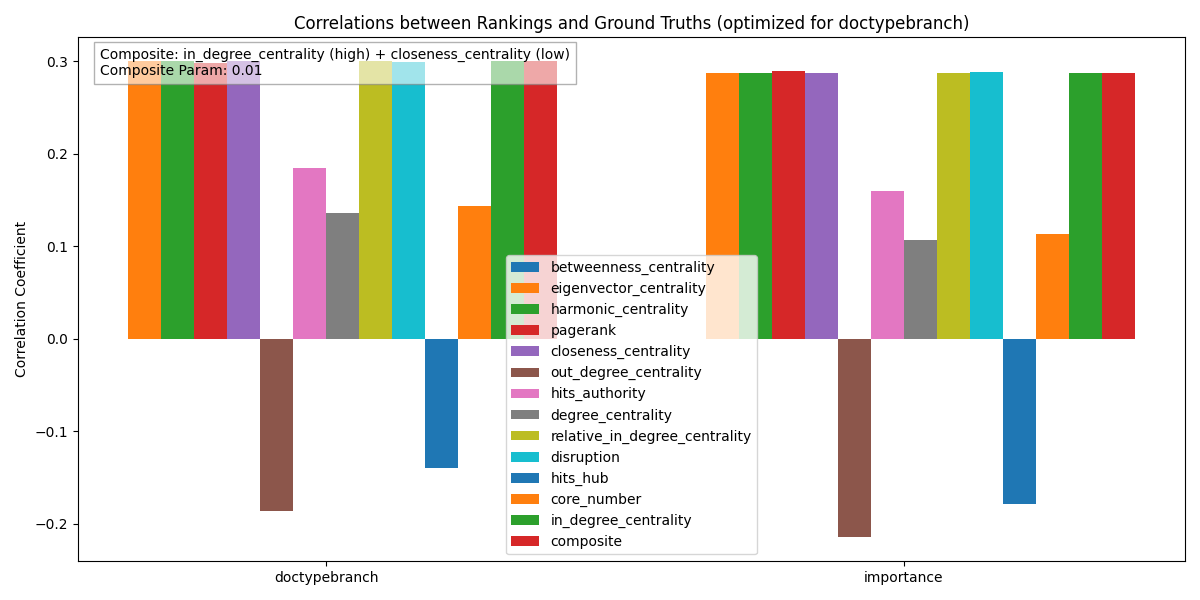 Correlations between Rankings and Ground Truths (optimized for doctypebranch)
Composite: in_degree_centrality (high) + closeness_centrality (low)
Composite Param: 0.01
Correlation Coefficient
0.3
0.2
0.1
0.0
−0.1
−0.2
betweenness_centrality
eigenvector_centrality
harmonic_centrality
pagerank
closeness_centrality
out_degree_centrality
hits_authority
degree_centrality
relative_in_degree_centrality
disruption
hits_hub
core_number
in_degree_centrality
composite
doctypebranch
importance